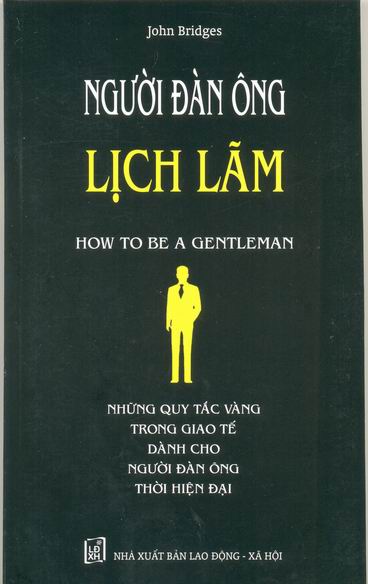 John Bridges
NGƯỜI ĐÀN ÔNG
LỊCH LÃM
HOW TO BE A GENTLEMAN
NHỮNG QUY TẮC VÀNG
TRONG GIAO TẾ
DÀNH CHO
NGƯỜI ĐÀN ÔNG
THỜI HIỆN ĐẠI
LĐ
XH
NHÀ XUẤT BẢN LAO ĐỘNG - XÃ HỘI